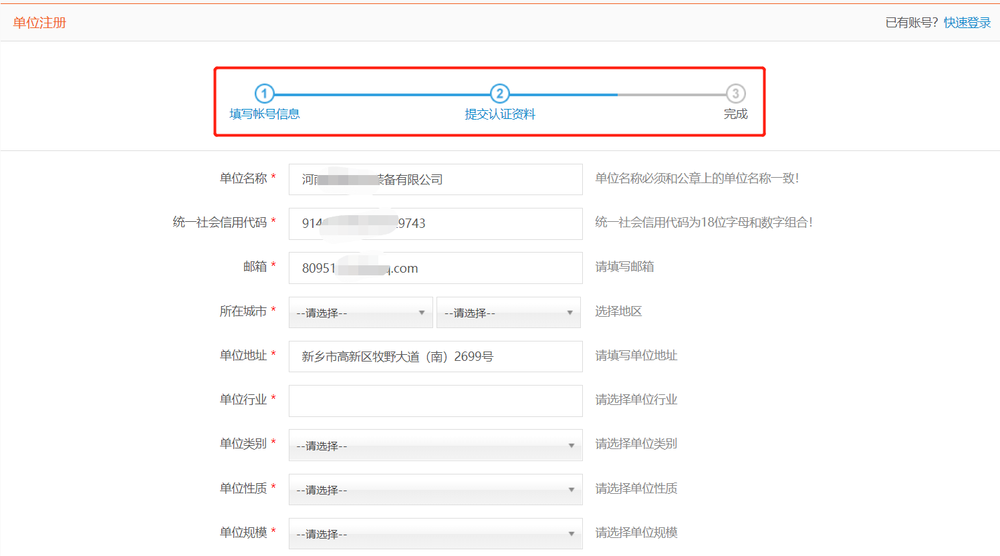 单位注册
已有账号？快速登录
1
2
3
填写帐号信息
提交认证资料
完成
单位名称 *
河 备有限公司
单位名称必须和公章上的单位名称一致！
统一社会信用代码 *
914 9743
统一社会信用代码为18位字母和数字组合！
邮箱 *
80951 q.com
请填写邮箱
所在城市 *
--请选择--
--请选择--
选择地区
单位地址 *
新乡市高新区牧野大道（南）2699号
请填写单位地址
单位行业 *
请选择单位行业
单位类别 *
--请选择--
请选择单位类别
单位性质 *
--请选择--
请选择单位性质
单位规模 *
--请选择--
请选择单位规模